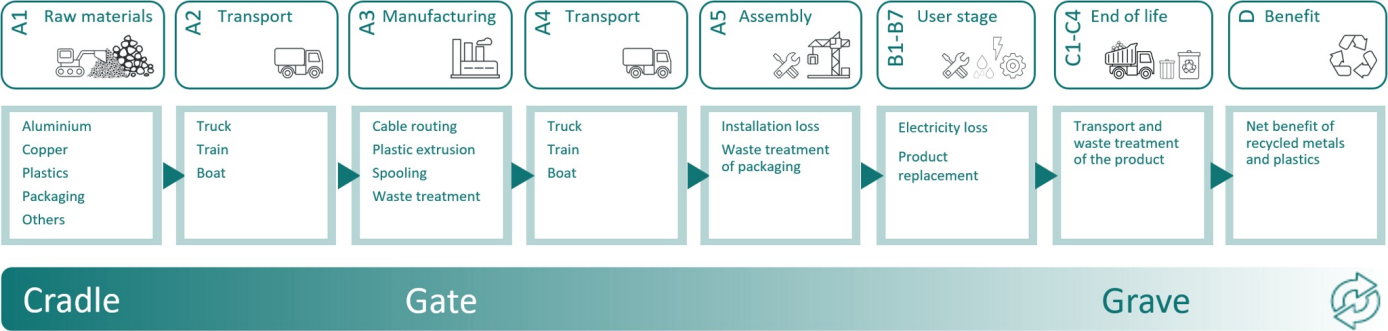 A1 Raw materials
A2 Transport
A3 Manufacturing
A4 Transport
A5 Assembly
B1-B7 User stage
C1-C4 End of life
D Benefit
Aluminium
Copper
Plastics
Packaging
Others
Truck
Train
Boat
Cable routing
Plastic extrusion
Spooling
Waste treatment
Truck
Train
Boat
Installation loss
Waste treatment
of packaging
Electricity loss
Product
replacement
Transport and
waste treatment
of the product
Net benefit of
recycled metals
and plastics
Cradle
Gate
Grave